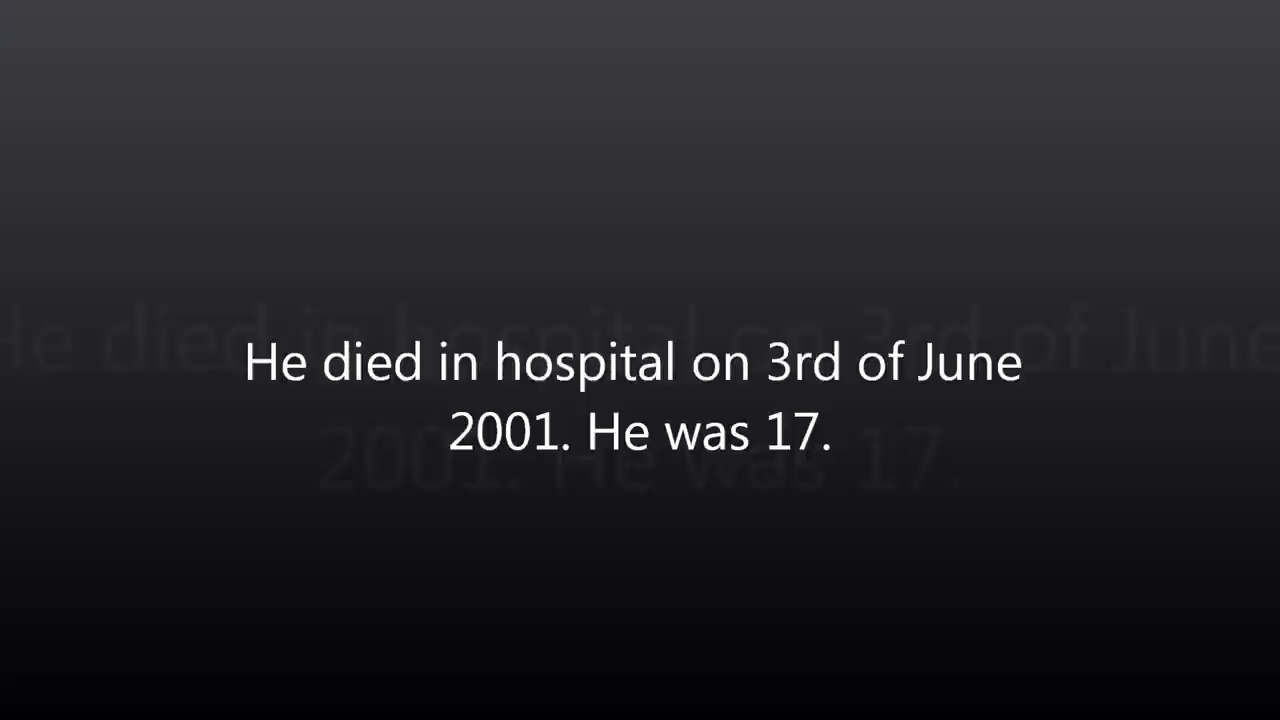 He died in hospital on 3rd of June
2001. He was 17.